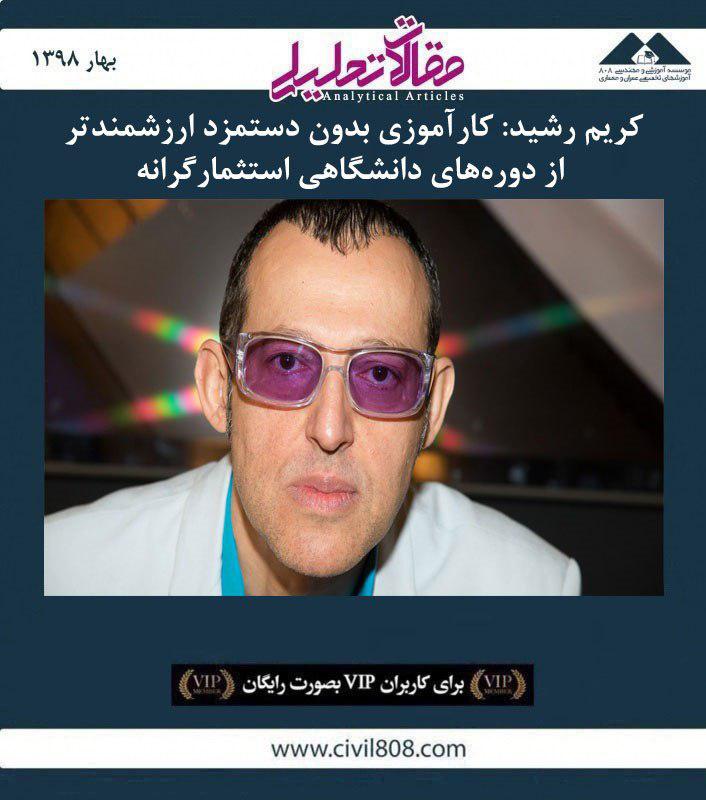 بهار ۱۳۹۸
مقالات تحلیلی
Analytical Articles
موسسه آموزشی و مهندسی ۸۰۸
آموزشهای تخصصی عمران و معماری
کریم رشید: کارآموزی بدون دستمزد ارزشمندتر
از دوره‌های دانشگاهی استثمارگرانه
VIP
MEMBER
برای کاربران VIP بصورت رایگان
VIP
MEMBER
www.civil808.com